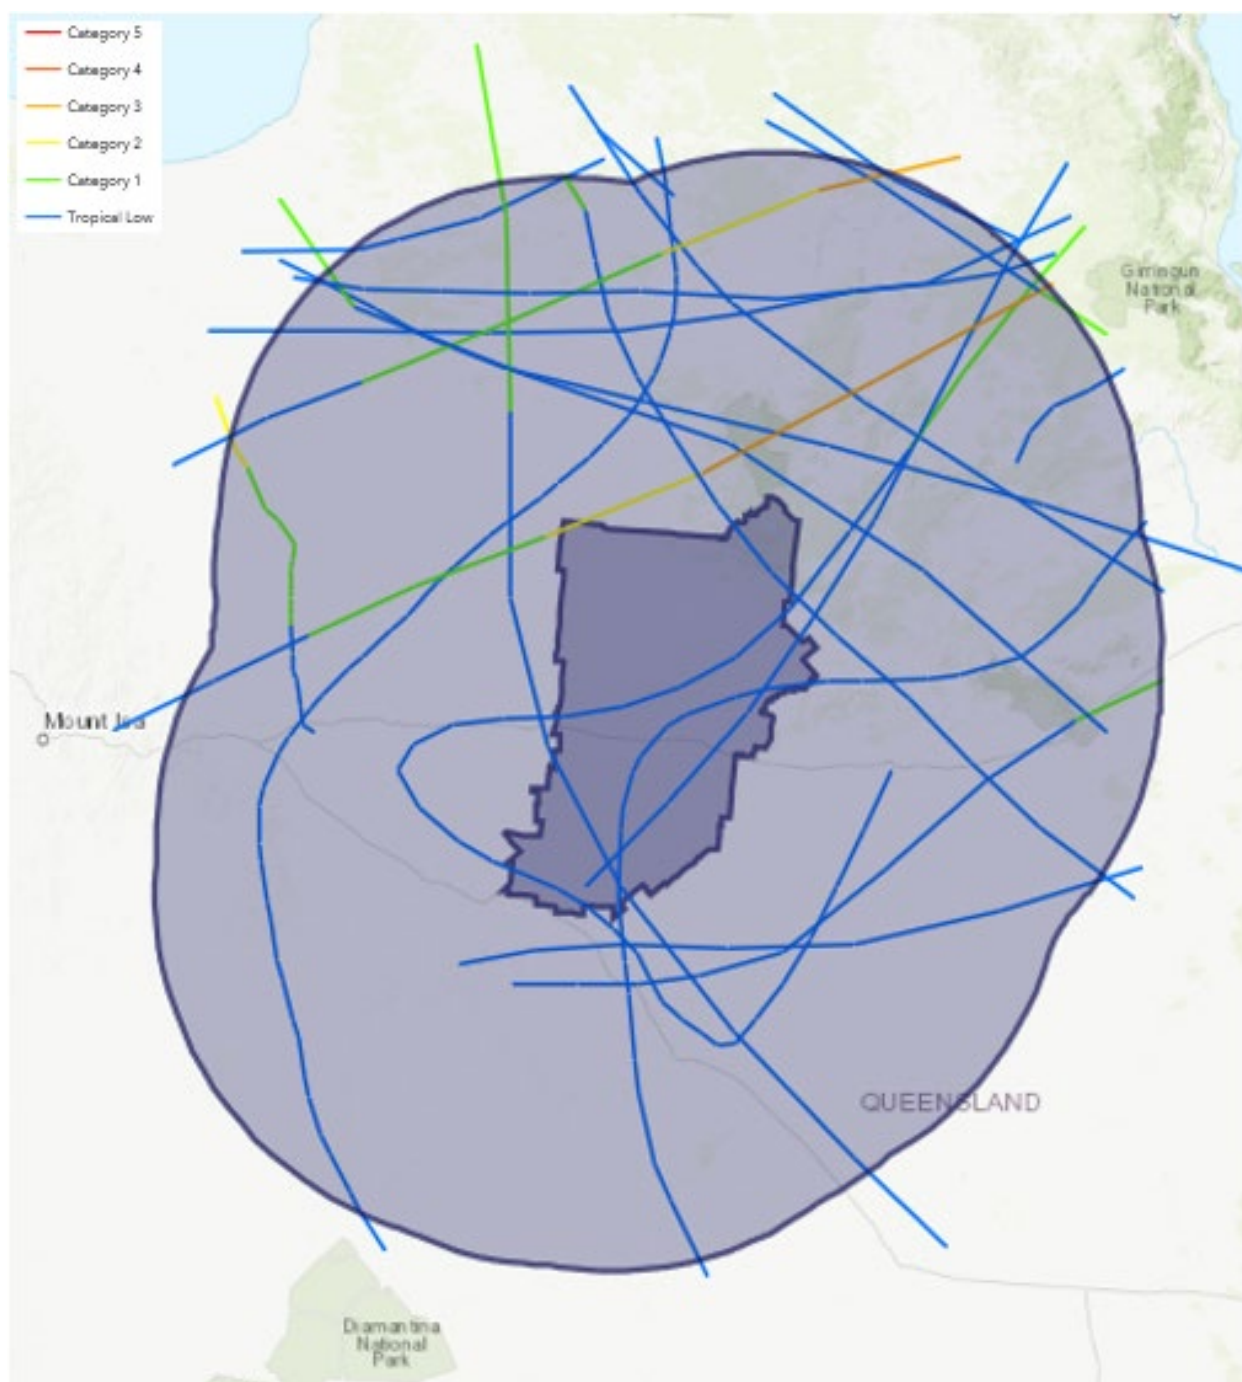 Category 5
Category 4
Category 3
Category 2
Category 1
Tropical Low
Girringun
National
Park
Mount Isa
QUEENSLAND
Diamantina
National
Park